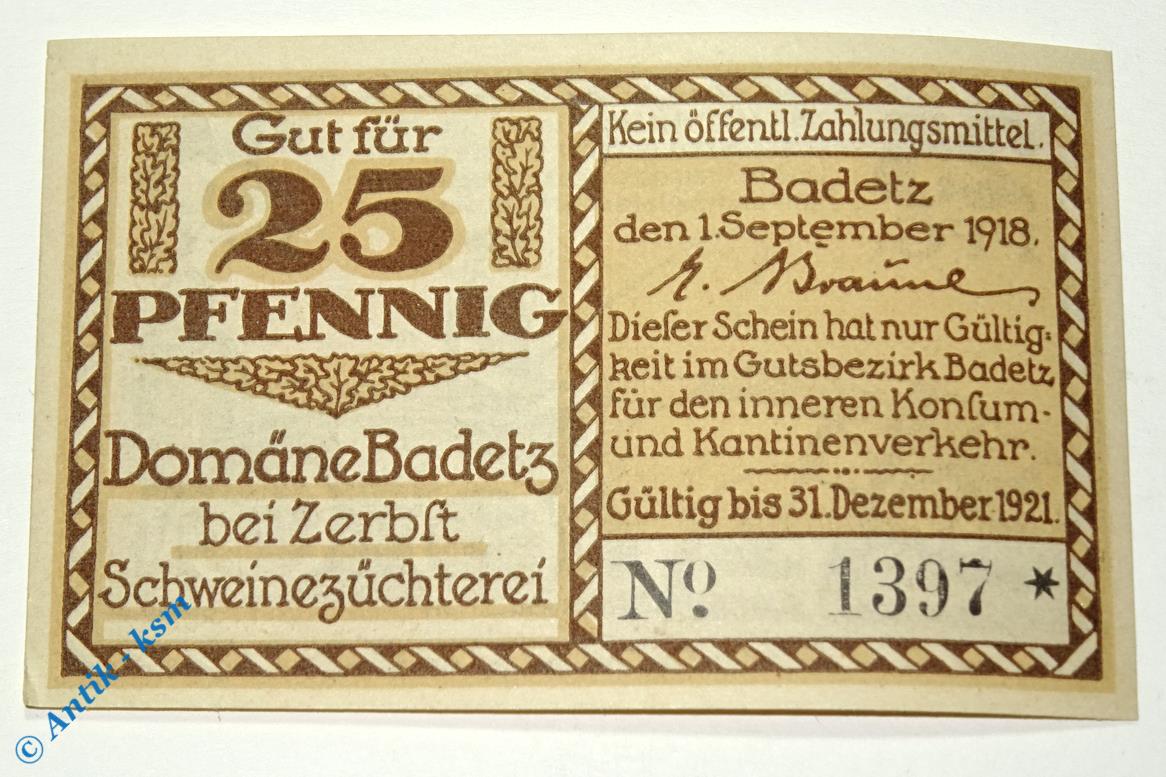 Gut für
25
PFENNIG
Domäne Badetz
bei Zerbſt
Schweinezüchterei
Kein öffentl. Zahlungsmittel.
Badetz
den 1. September 1918.
Dieſer Schein hat nur Gültig=
keit im Gutsbezirk Badetz
für den inneren Konſum-
und Kantinenverkehr.
Gültig bis 31. Dezember 1921.
Nº 1397 *
© Antik - ksm